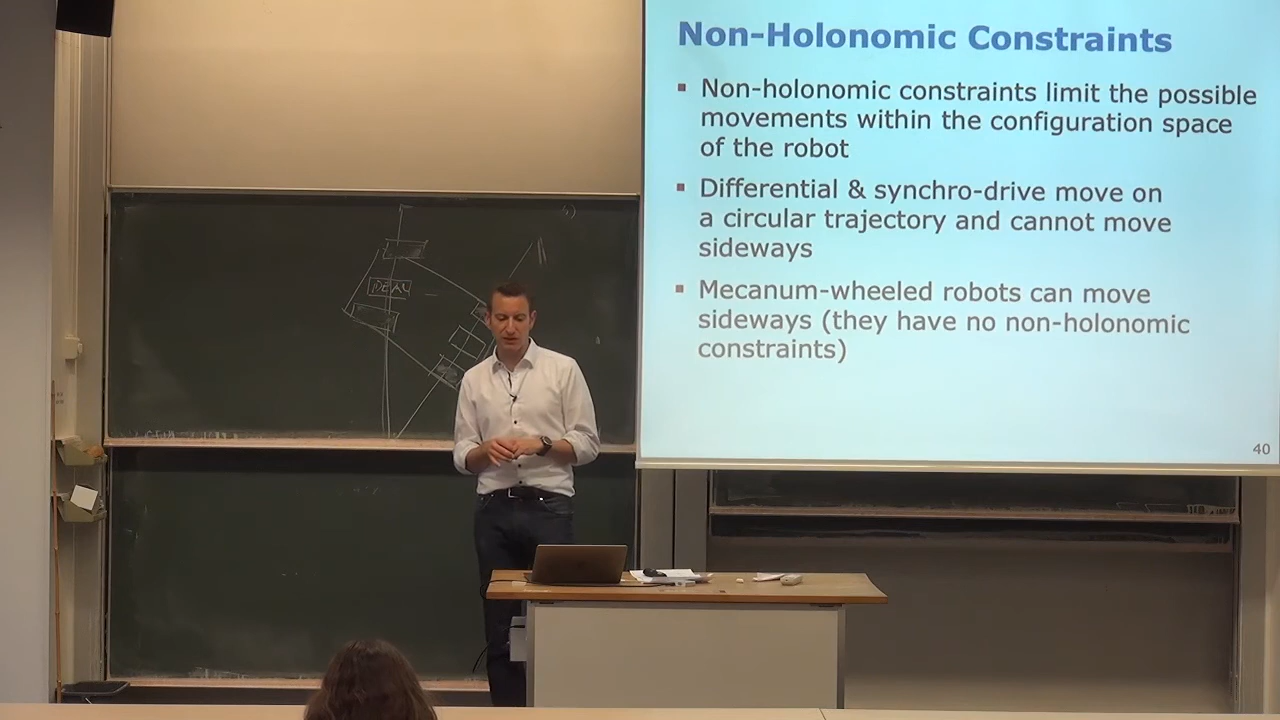 Non-Holonomic Constraints
Non-holonomic constraints limit the possible
movements within the configuration space
of the robot
Differential & synchro-drive move on
a circular trajectory and cannot move
sideways
Mecanum-wheeled robots can move
sideways (they have no non-holonomic
constraints)
40